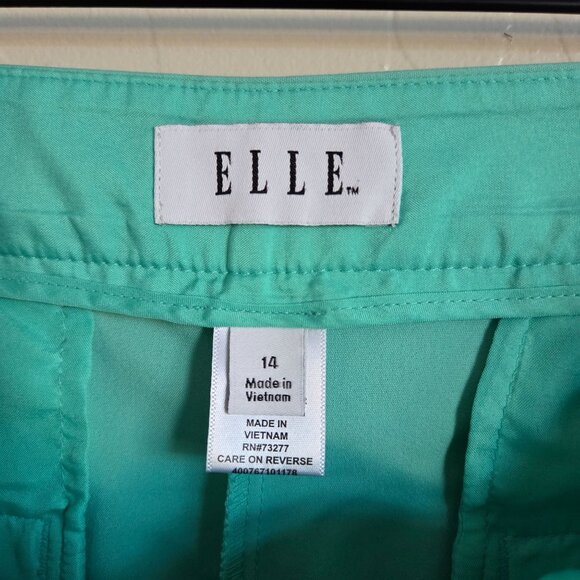 ELLE™
14
Made in
Vietnam
MADE IN
VIETNAM
RN#73277
CARE ON REVERSE
400767101178